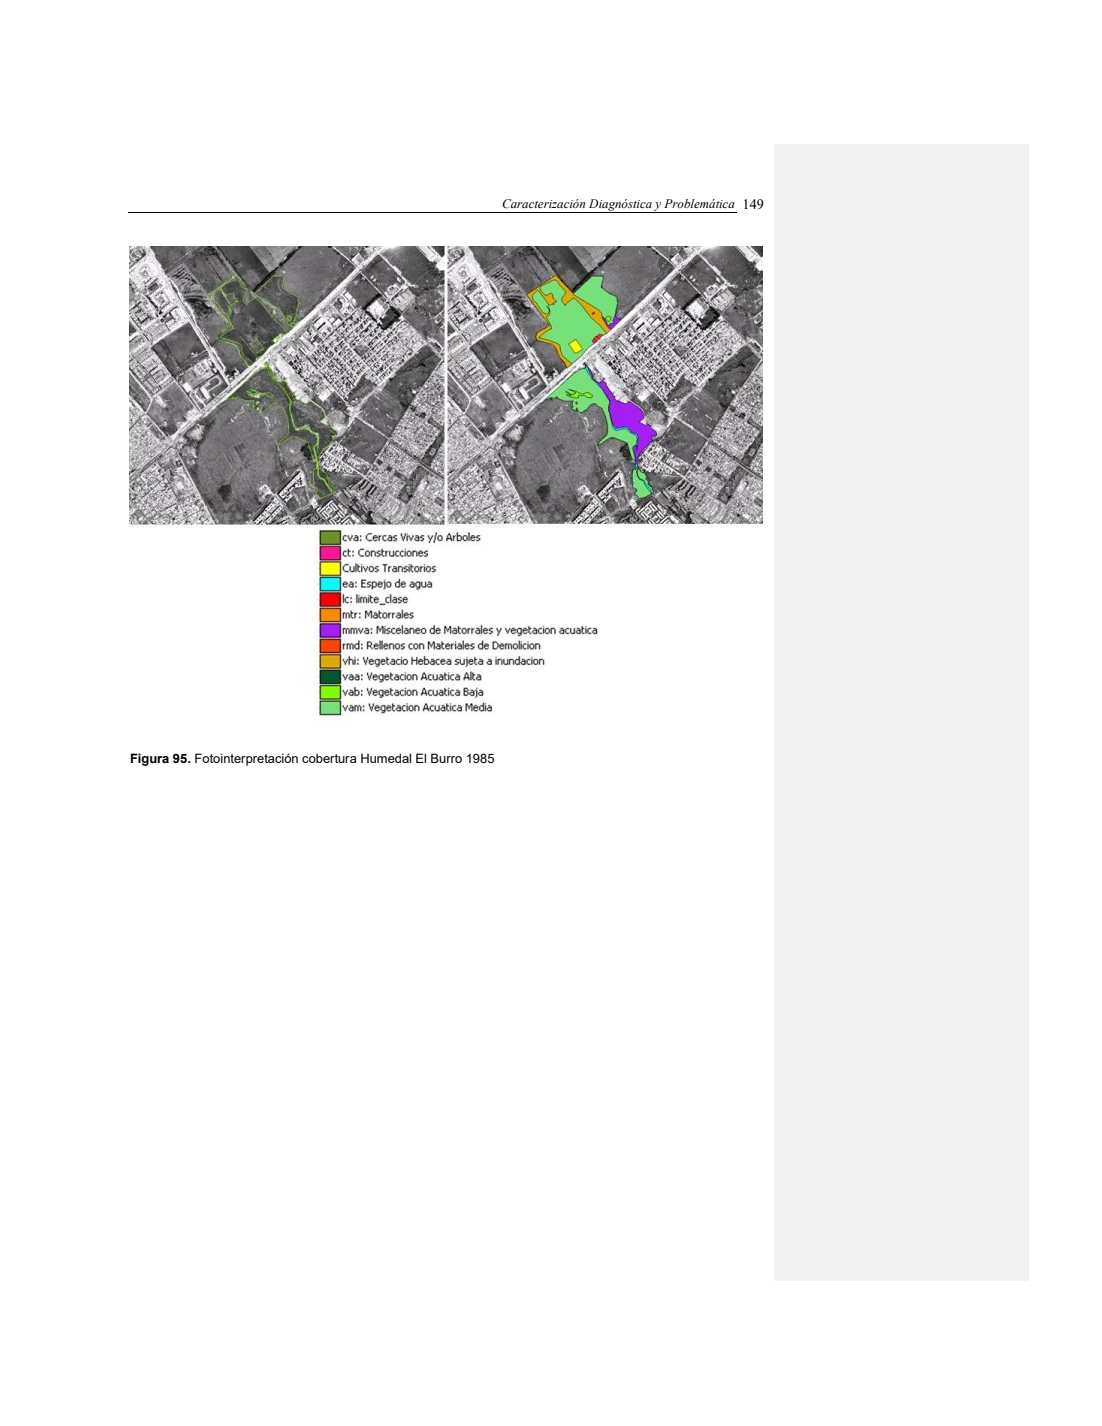 Caracterización Diagnóstica y Problemática 149
cva: Cercas Vivas y/o Arboles
ct: Construcciones
Cultivos Transitorios
ea: Espejo de agua
lc: limite_clase
mtr: Matorrales
mmva: Miscelaneo de Matorrales y vegetacion acuatica
rmd: Rellenos con Materiales de Demolicion
vhi: Vegetacio Hebacea sujeta a inundacion
vaa: Vegetacion Acuatica Alta
vab: Vegetacion Acuatica Baja
vam: Vegetacion Acuatica Media
Figura 95. Fotointerpretación cobertura Humedal El Burro 1985